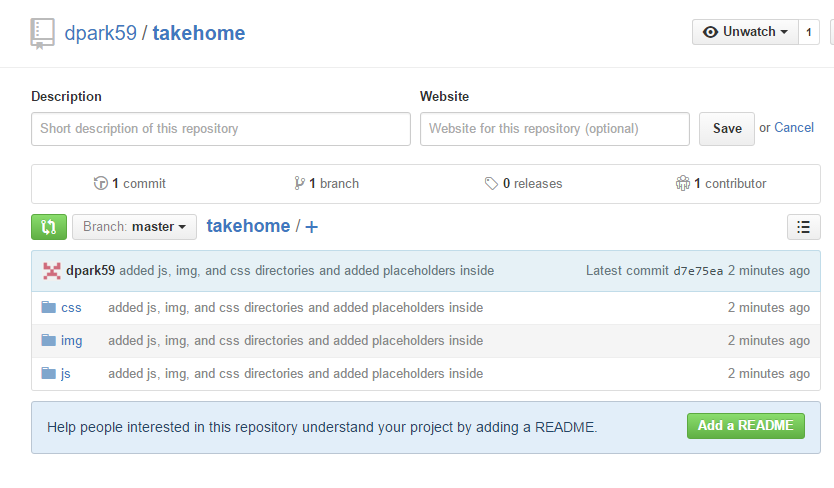 dpark59 / takehome
Unwatch 1
Description Website
Short description of this repository Website for this repository (optional) Save or Cancel
1 commit 1 branch 0 releases 1 contributor
Branch: master takehome / +
dpark59 added js, img, and css directories and added placeholders inside Latest commit d7e75ea 2 minutes ago
css added js, img, and css directories and added placeholders inside 2 minutes ago
img added js, img, and css directories and added placeholders inside 2 minutes ago
js added js, img, and css directories and added placeholders inside 2 minutes ago
Help people interested in this repository understand your project by adding a README. Add a README